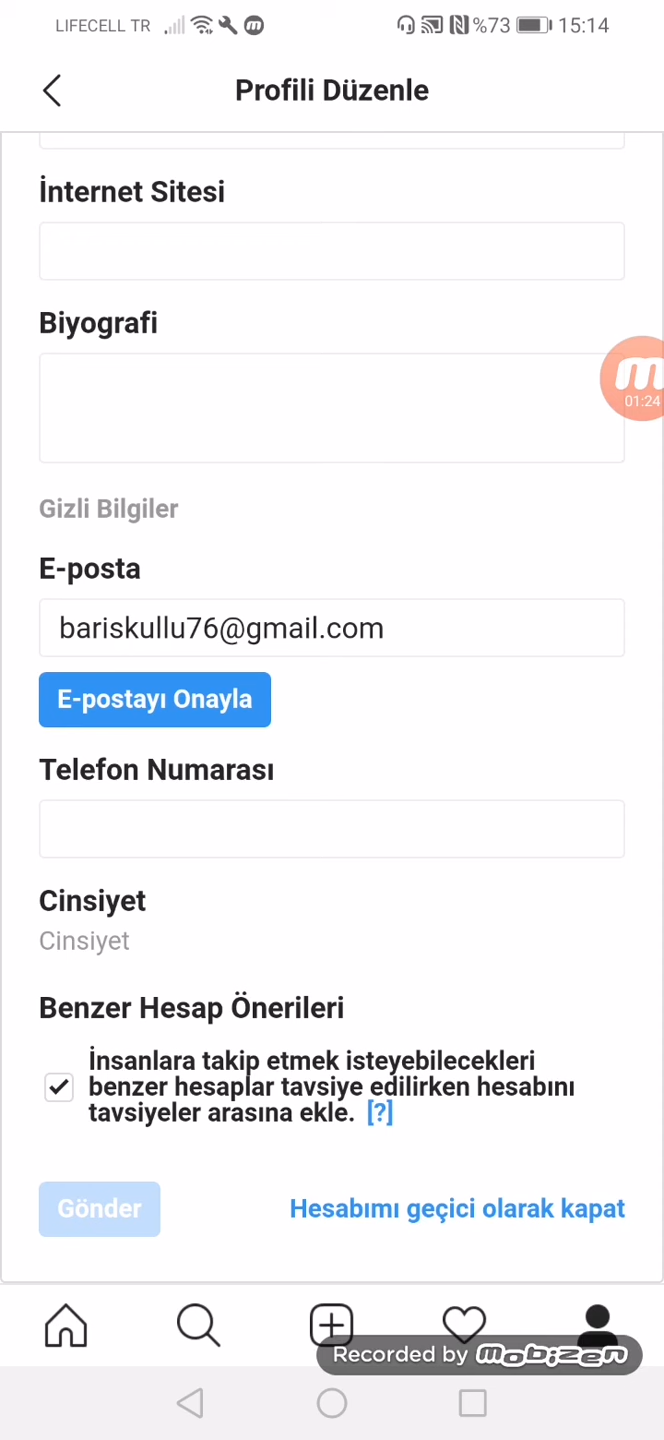 LIFECELL TR %73 15:14
Profili Düzenle
İnternet Sitesi
Biyografi
m
01:24
Gizli Bilgiler
E-posta
bariskullu76@gmail.com
E-postayı Onayla
Telefon Numarası
Cinsiyet
Cinsiyet
Benzer Hesap Önerileri
İnsanlara takip etmek isteyebilecekleri
benzer hesaplar tavsiye edilirken hesabını
tavsiyeler arasına ekle. [?]
Gönder Hesabımı geçici olarak kapat
Recorded by mobizen